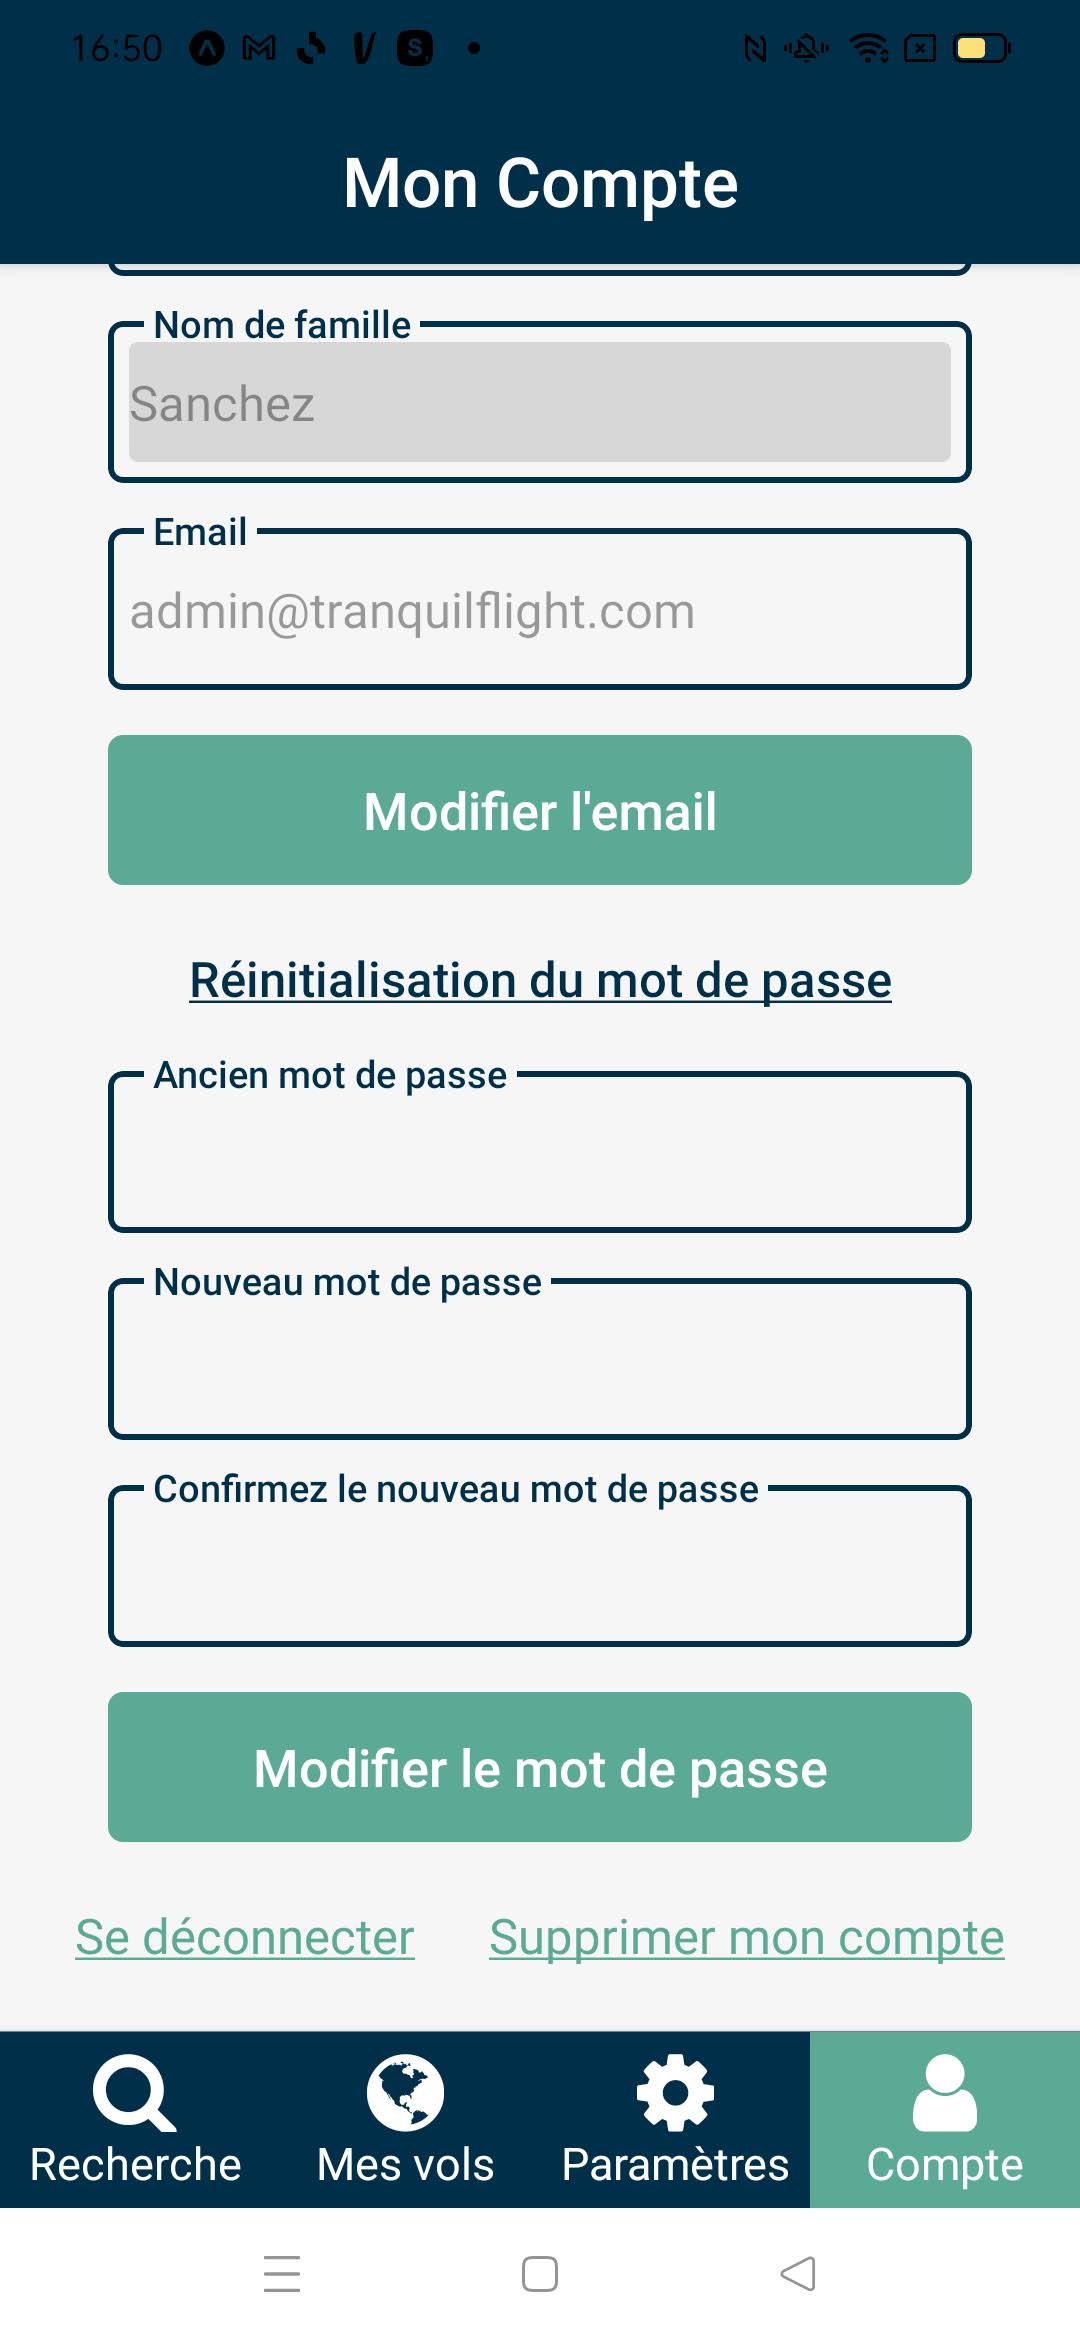 16:50
Mon Compte
Nom de famille
Sanchez
Email
admin@tranquilflight.com
Modifier l'email
Réinitialisation du mot de passe
Ancien mot de passe
Nouveau mot de passe
Confirmez le nouveau mot de passe
Modifier le mot de passe
Se déconnecter Supprimer mon compte
Recherche Mes vols Paramètres Compte